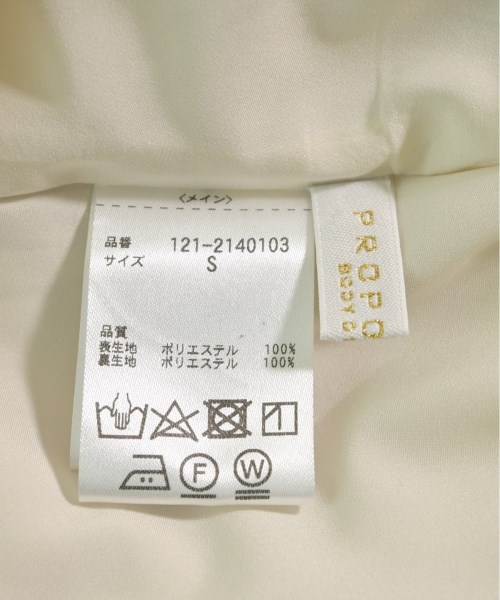 〈メイン〉
品番 121-2140103
サイズ S
品質
表生地 ポリエステル 100%
裏生地 ポリエステル 100%
F W
PROPO
BODY